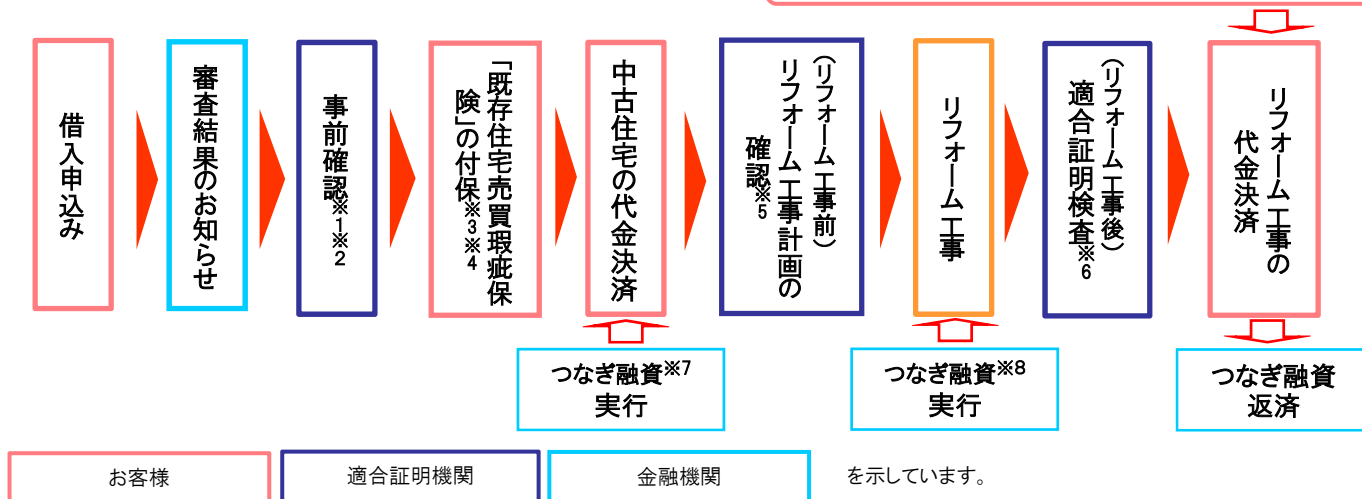 借入申込み
審査結果のお知らせ
事前確認※1※2
「既存住宅売買瑕疵保
険」の付保※3※4
中古住宅の代金決済
（リフォーム工事前）
リフォーム工事計画の
確認※5
リフォーム工事
（リフォーム工事後）
適合証明検査※6
リフォーム工事の
代金決済
つなぎ融資※7
実行
つなぎ融資※8
実行
つなぎ融資
返済
お客様
適合証明機関
金融機関
を示しています。